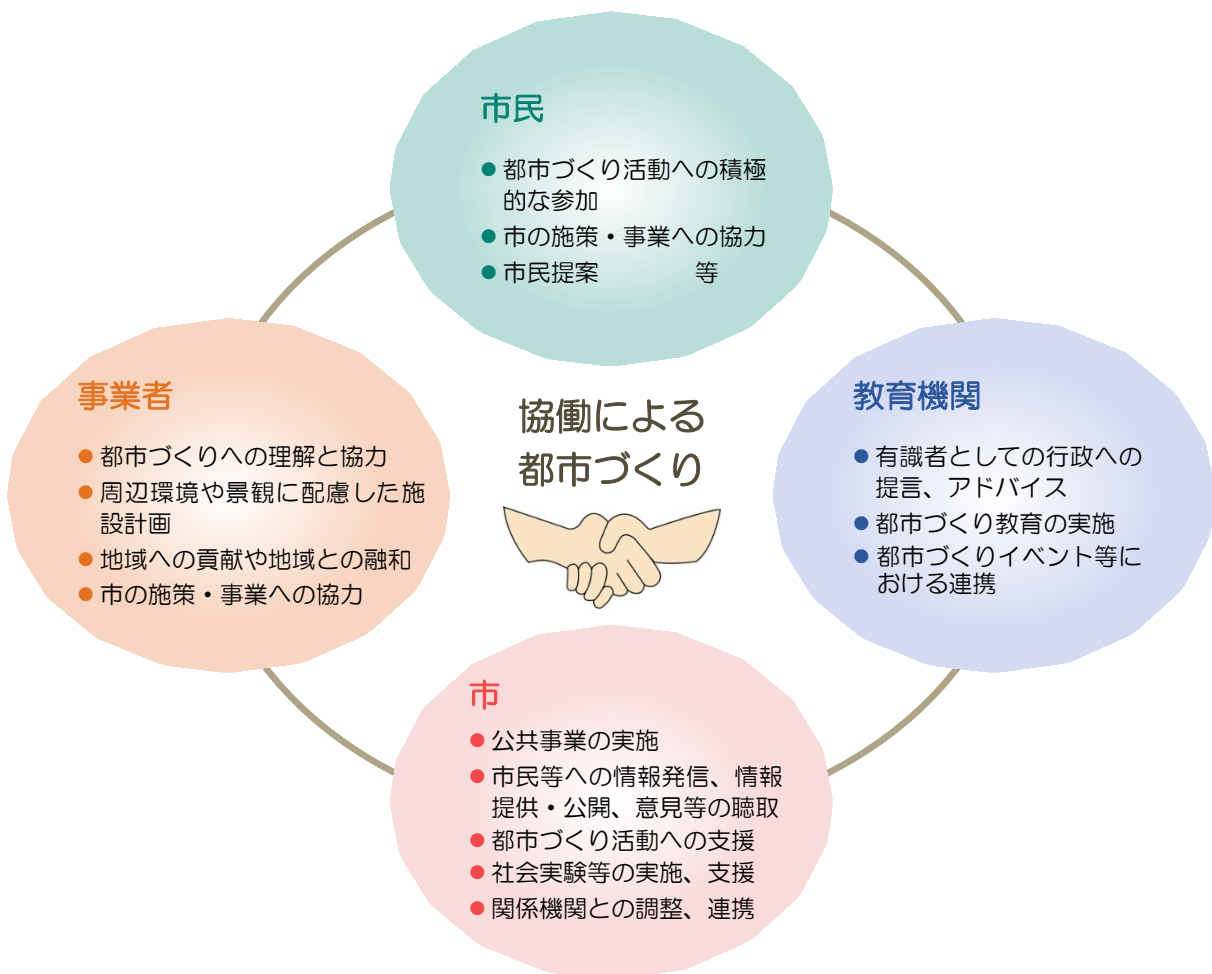 市民
● 都市づくり活動への積極
的な参加
● 市の施策・事業への協力
● 市民提案　　　　等
事業者
● 都市づくりへの理解と協力
● 周辺環境や景観に配慮した施
設計画
● 地域への貢献や地域との融和
● 市の施策・事業への協力
協働による
都市づくり
教育機関
● 有識者としての行政への
提言、アドバイス
● 都市づくり教育の実施
● 都市づくりイベント等に
おける連携
市
● 公共事業の実施
● 市民等への情報発信、情報
提供・公開、意見等の聴取
● 都市づくり活動への支援
● 社会実験等の実施、支援
● 関係機関との調整、連携